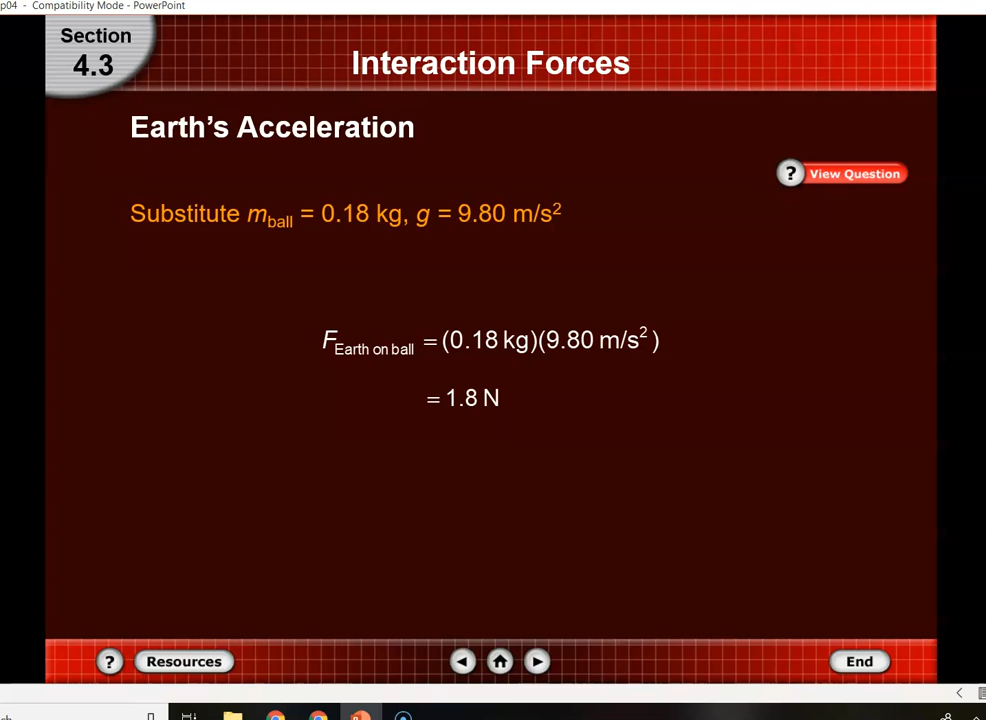 p04 - Compatibility Mode - PowerPoint
Section
4.3
Interaction Forces
Earth's Acceleration
? View Question
Substitute mball = 0.18 kg, g = 9.80 m/s2
FEarth on ball = (0.18 kg)(9.80 m/s2)
= 1.8 N
? Resources
End